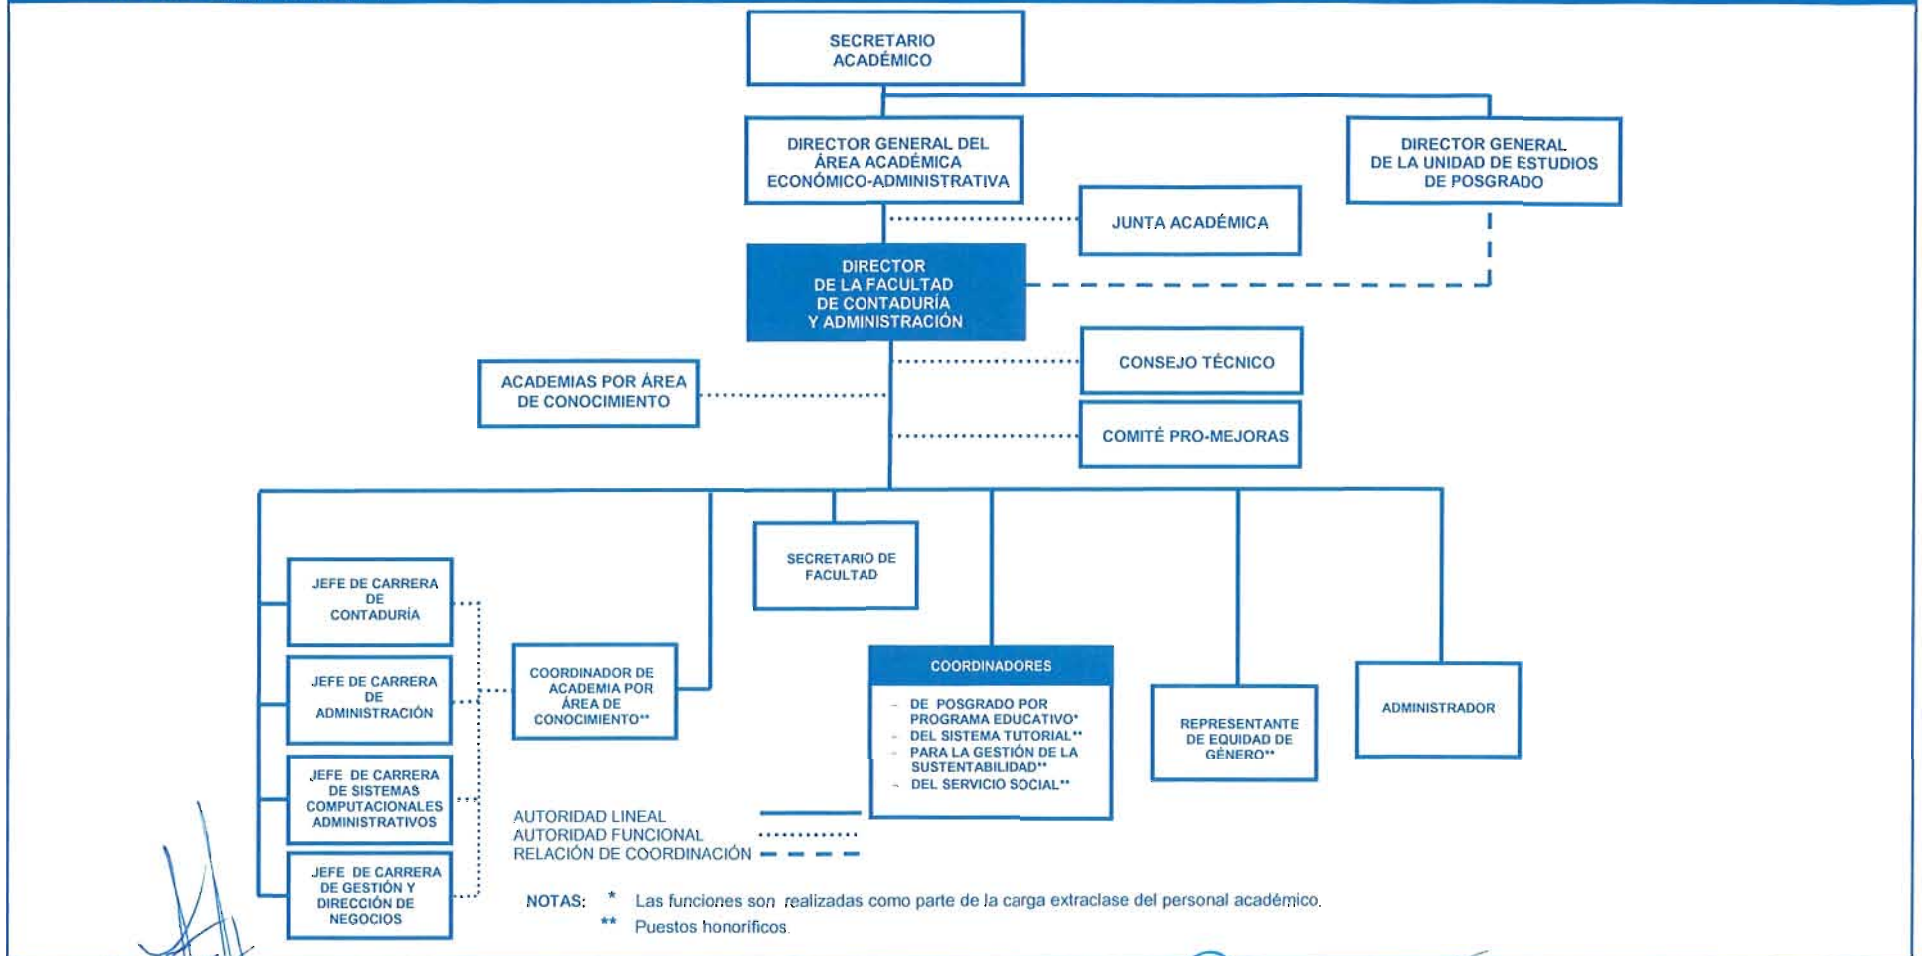 SECRETARIO
ACADÉMICO
DIRECTOR GENERAL DEL
ÁREA ACADÉMICA
ECONÓMICO-ADMINISTRATIVA
DIRECTOR GENERAL
DE LA UNIDAD DE ESTUDIOS
DE POSGRADO
JUNTA ACADÉMICA
DIRECTOR
DE LA FACULTAD
DE CONTADURÍA
Y ADMINISTRACIÓN
CONSEJO TÉCNICO
ACADEMIAS POR ÁREA
DE CONOCIMIENTO
COMITÉ PRO-MEJORAS
SECRETARIO DE
FACULTAD
JEFE DE CARRERA
DE
CONTADURÍA
JEFE DE CARRERA
DE
ADMINISTRACIÓN
JEFE DE CARRERA
DE SISTEMAS
COMPUTACIONALES
ADMINISTRATIVOS
JEFE DE CARRERA
DE GESTIÓN Y
DIRECCIÓN DE
NEGOCIOS
COORDINADOR DE
ACADEMIA POR
ÁREA DE
CONOCIMIENTO**
COORDINADORES
- DE POSGRADO POR
PROGRAMA EDUCATIVO*
- DEL SISTEMA TUTORIAL**
- PARA LA GESTIÓN DE LA
SUSTENTABILIDAD**
- DEL SERVICIO SOCIAL**
REPRESENTANTE
DE EQUIDAD DE
GÉNERO**
ADMINISTRADOR
AUTORIDAD LINEAL
AUTORIDAD FUNCIONAL
RELACIÓN DE COORDINACIÓN
NOTAS: * Las funciones son realizadas como parte de la carga extraclase del personal académico.
** Puestos honoríficos.